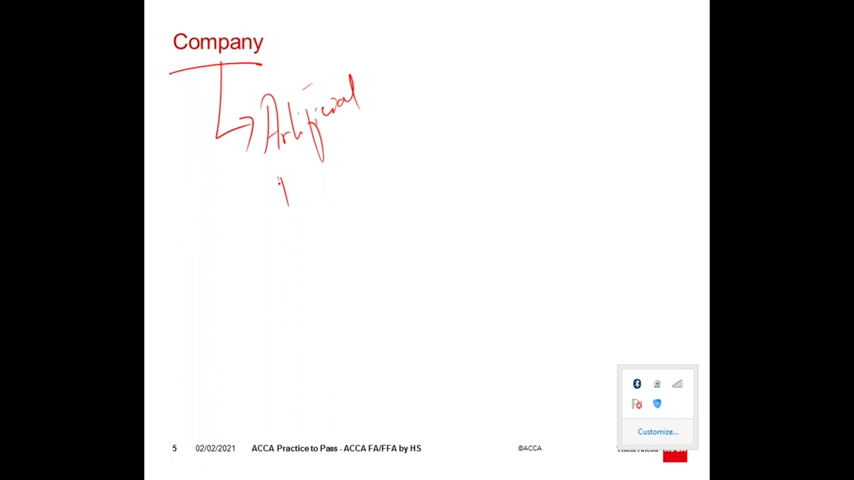 Company
Artificial
Customize...
5 02/02/2021 ACCA Practice to Pass - ACCA FA/FFA by HS ©ACCA